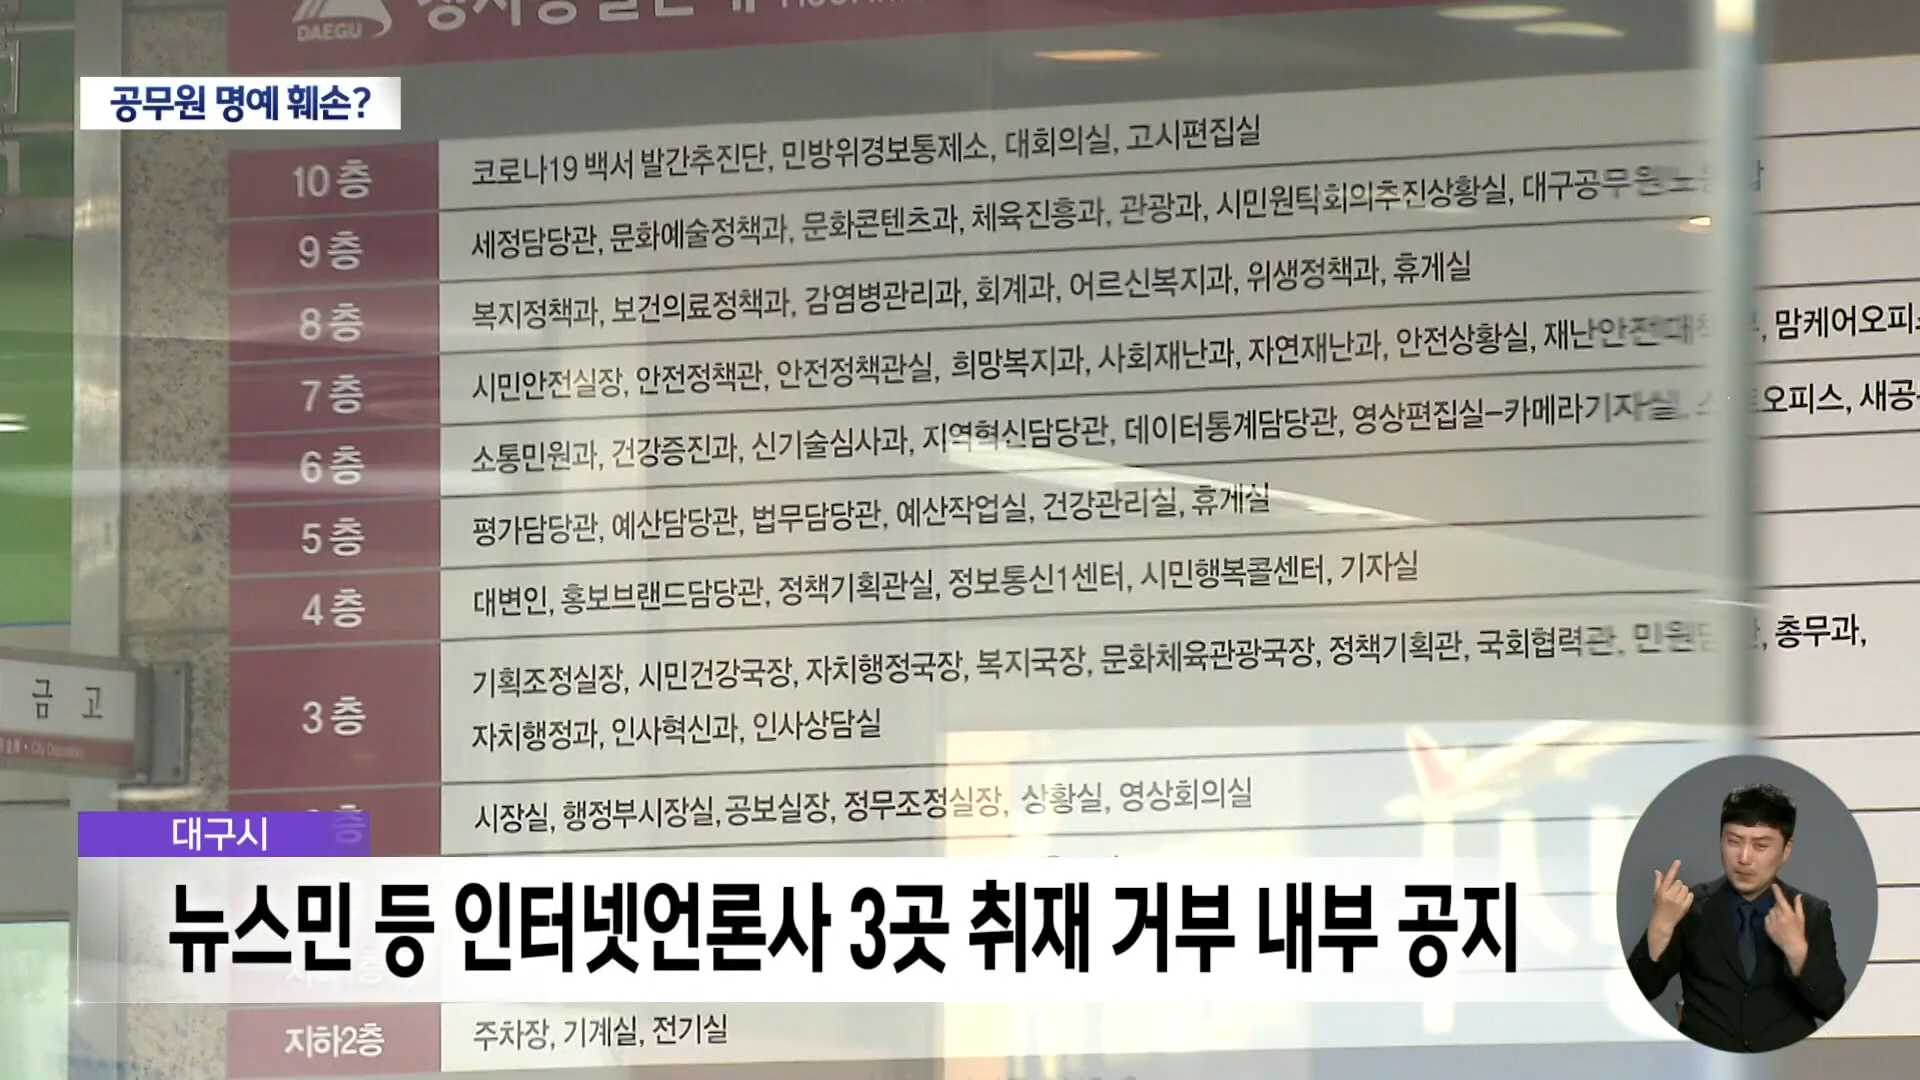 DAEGU
공무원 명예 훼손?
10층 코로나19 백서 발간추진단, 민방위경보통제소, 대회의실, 고시편집실
9층 세정담당관, 문화예술정책과, 문화콘텐츠과, 체육진흥과, 관광과, 시민원탁회의추진상황실, 대구공무원노
8층 복지정책과, 보건의료정책과, 감염병관리과, 회계과, 어르신복지과, 위생정책과, 휴게실
7층 시민안전실장, 안전정책관, 안전정책관실, 희망복지과, 사회재난과, 자연재난과, 안전상황실, 재난안전대책 맘케어오피스
6층 소통민원과, 건강증진과, 신기술심사과, 지역혁신담당관, 데이터통계담당관, 영상편집실-카메라기자실, 오피스, 새공
5층 평가담당관, 예산담당관, 법무담당관, 예산작업실, 건강관리실, 휴게실
4층 대변인, 홍보브랜드담당관, 정책기획관실, 정보통신1센터, 시민행복콜센터, 기자실
3층 기획조정실장, 시민건강국장, 자치행정국장, 복지국장, 문화체육관광국장, 정책기획관, 국회협력관, 총무과,
자치행정과, 인사혁신과, 인사상담실
시장실, 행정부시장실, 공보실장, 정무조정실장, 상황실, 영상회의실
지하2층 주차장, 기계실, 전기실
금고
대구시
뉴스민 등 인터넷언론사 3곳 취재 거부 내부 공지